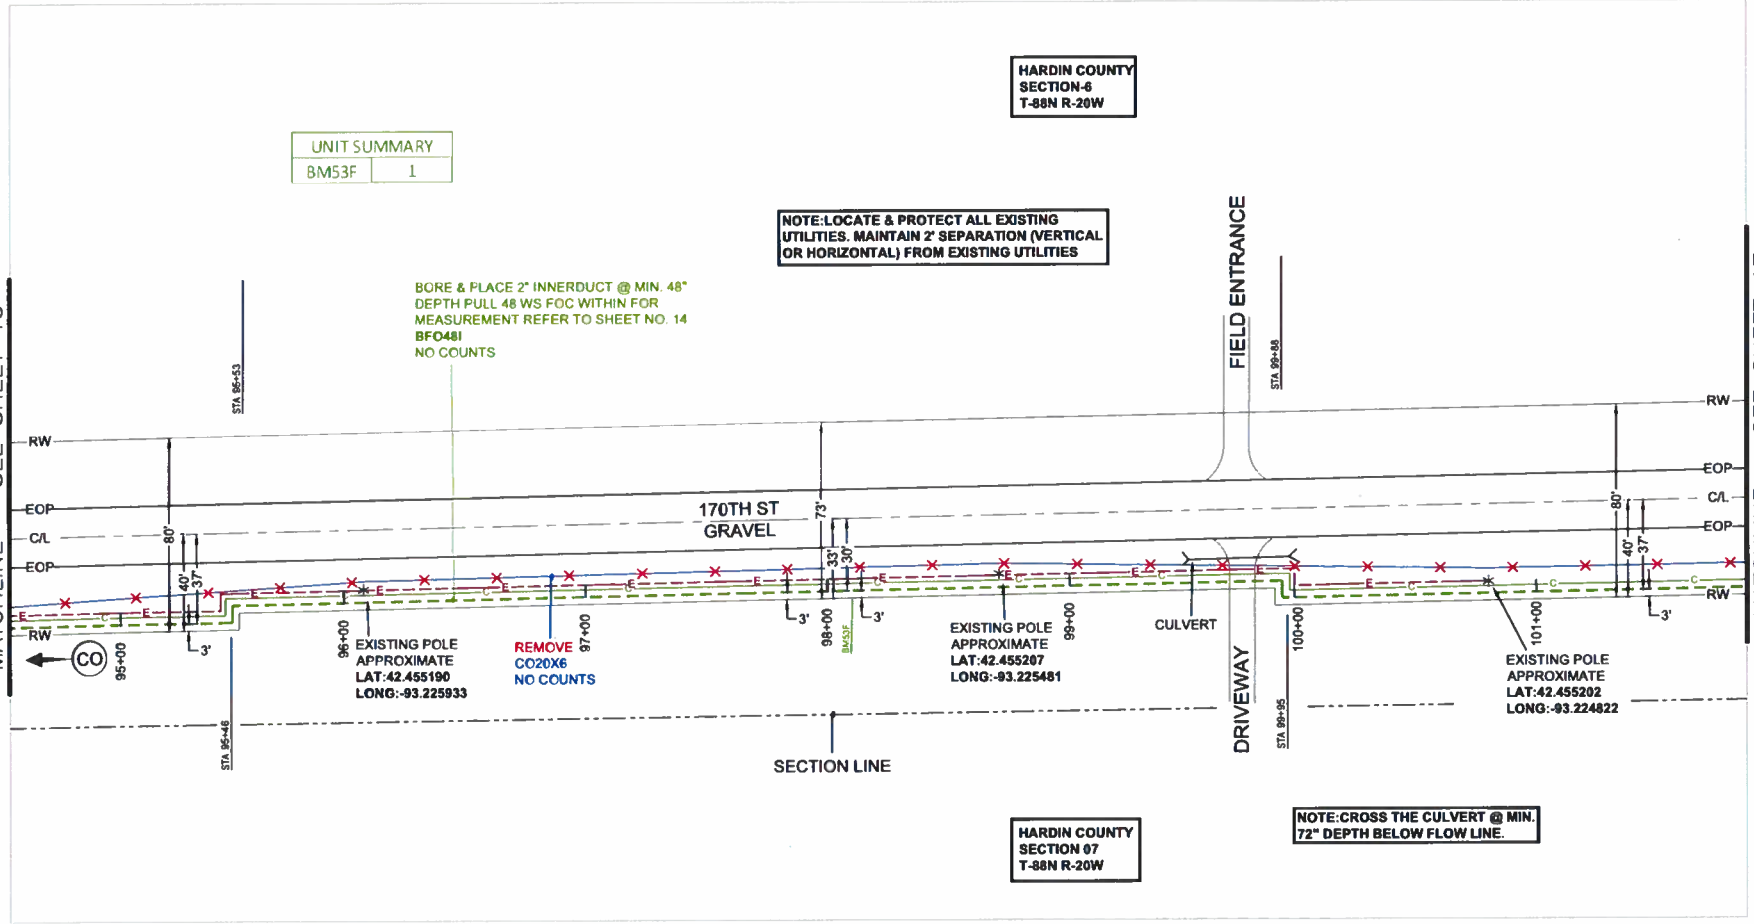 HARDIN COUNTY
SECTION-6
T-88N R-20W
UNIT SUMMARY
BM53F 1
NOTE:LOCATE & PROTECT ALL EXISTING
UTILITIES. MAINTAIN 2' SEPARATION (VERTICAL
OR HORIZONTAL) FROM EXISTING UTILITIES
BORE & PLACE 2" INNERDUCT @ MIN. 48"
DEPTH PULL 48 WS FOC WITHIN FOR
MEASUREMENT REFER TO SHEET NO. 14
BFO48I
NO COUNTS
FIELD ENTRANCE
STA 95+53
STA 99+88
RW
RW
EOP
EOP
C/L
C/L
EOP
EOP
RW
RW
170TH ST
GRAVEL
80'
40'
37'
3'
73'
33'
30'
3'
3'
80'
40'
37'
3'
E
C
E
E
E
C
E
C
E
E
C
E
C
E
E
C
C
C
CO
95+00
96+00
97+00
98+00
99+00
100+00
101+00
BM53F
EXISTING POLE
APPROXIMATE
LAT:42.455190
LONG:-93.225933
REMOVE
CO20X6
NO COUNTS
EXISTING POLE
APPROXIMATE
LAT:42.455207
LONG:-93.225481
CULVERT
EXISTING POLE
APPROXIMATE
LAT:42.455202
LONG:-93.224822
STA 95+46
DRIVEWAY
STA 99+95
SECTION LINE
HARDIN COUNTY
SECTION 07
T-88N R-20W
NOTE:CROSS THE CULVERT @ MIN.
72" DEPTH BELOW FLOW LINE.